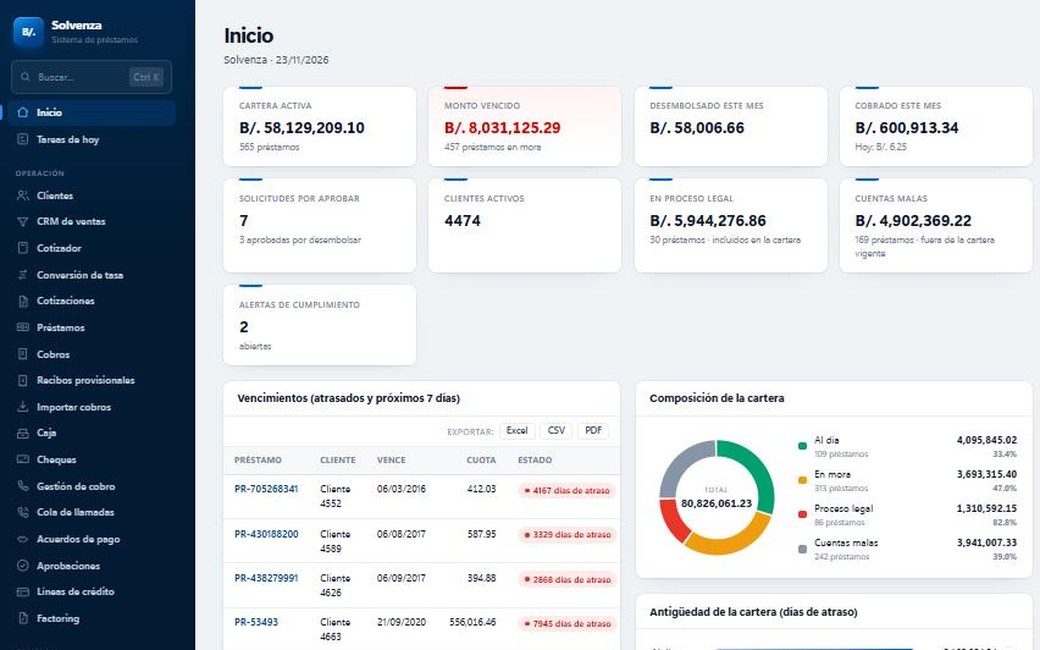 B/.
Solvenza
Sistema de préstamos
Buscar...
Ctrl K
Inicio
Tareas de hoy
OPERACIÓN
Clientes
CRM de ventas
Cotizador
Conversión de tasa
Cotizaciones
Préstamos
Cobros
Recibos provisionales
Importar cobros
Caja
Cheques
Gestión de cobro
Cola de llamadas
Acuerdos de pago
Aprobaciones
Líneas de crédito
Factoring
Inicio
Solvenza · 23/11/2026
CARTERA ACTIVA
B/. 58,129,209.10
565 préstamos
MONTO VENCIDO
B/. 8,031,125.29
457 préstamos en mora
DESEMBOLSADO ESTE MES
B/. 58,006.66
COBRADO ESTE MES
B/. 600,913.34
Hoy: B/. 6.25
SOLICITUDES POR APROBAR
7
3 aprobadas por desembolsar
CLIENTES ACTIVOS
4474
EN PROCESO LEGAL
B/. 5,944,276.86
30 préstamos · incluidos en la cartera
CUENTAS MALAS
B/. 4,902,369.22
169 préstamos · fuera de la cartera
vigente
ALERTAS DE CUMPLIMIENTO
2
abiertas
Vencimientos (atrasados y próximos 7 días)
EXPORTAR: Excel CSV PDF
PRÉSTAMO CLIENTE VENCE CUOTA ESTADO
PR-705268341 Cliente 4552 06/03/2016 412.03 4167 días de atraso
PR-430188200 Cliente 4589 06/08/2017 587.95 3329 días de atraso
PR-438279991 Cliente 4626 06/09/2017 394.88 2868 días de atraso
PR-53493 Cliente 4663 21/09/2020 556,016.46 7945 días de atraso
Composición de la cartera
TOTAL
80,826,061.23
Al día 4,095,845.02
109 préstamos 33.4%
En mora 3,693,315.40
313 préstamos 47.0%
Proceso legal 1,310,592.15
86 préstamos 82.8%
Cuentas malas 3,941,007.33
242 préstamos 39.0%
Antigüedad de la cartera (días de atraso)